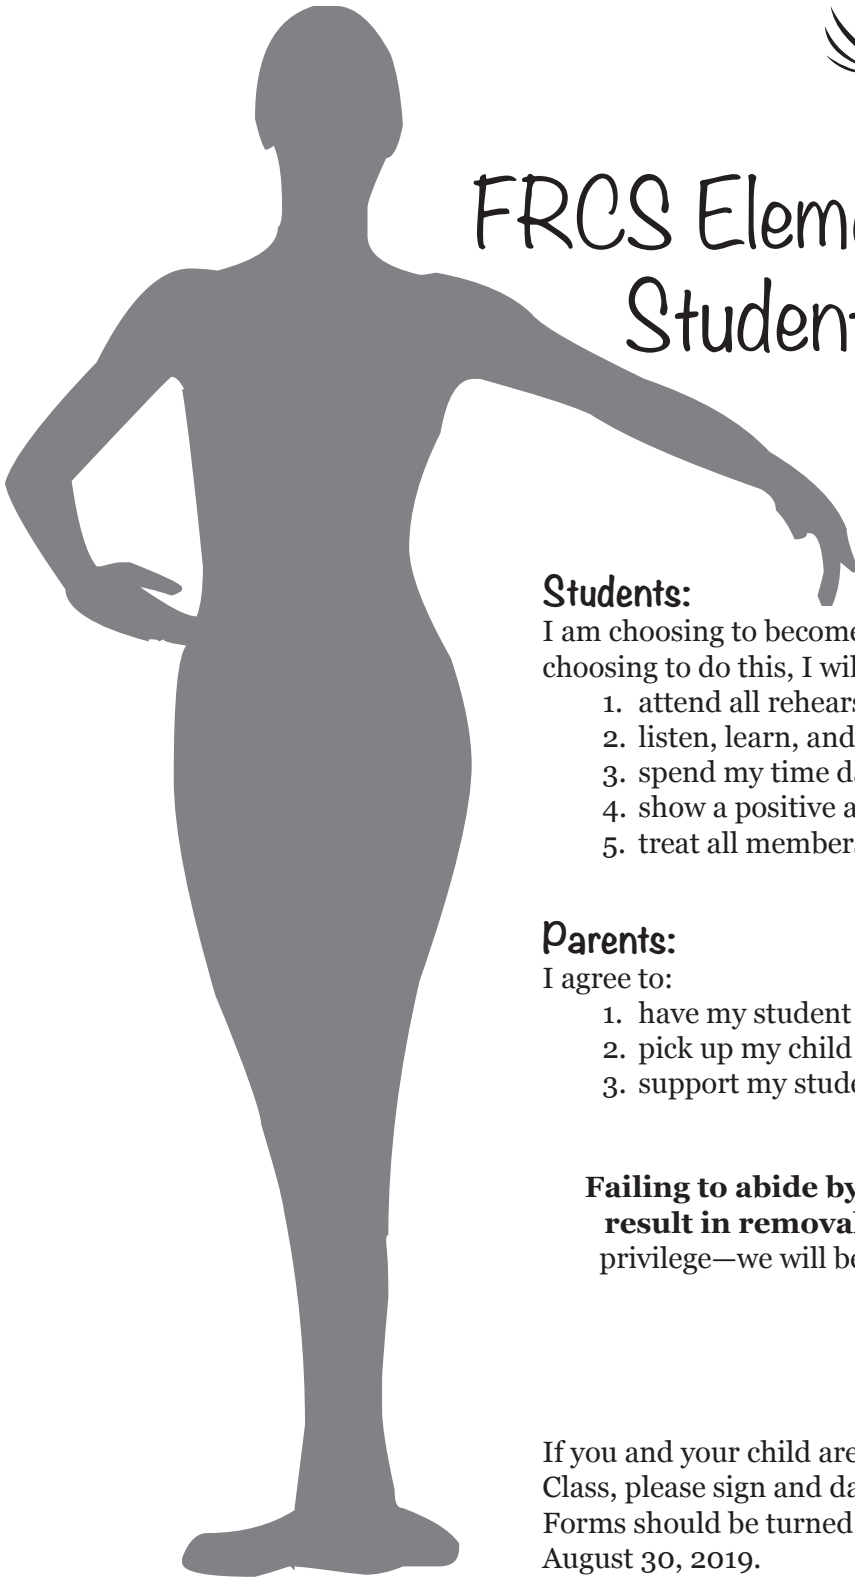 FRCS Eleme
Student
Students:
I am choosing to become
choosing to do this, I wil
1. attend all rehears
2. listen, learn, and
3. spend my time da
4. show a positive a
5. treat all members
Parents:
I agree to:
1. have my student
2. pick up my child
3. support my stude
Failing to abide by
result in removal
privilege—we will be
If you and your child are
Class, please sign and da
Forms should be turned
August 30, 2019.